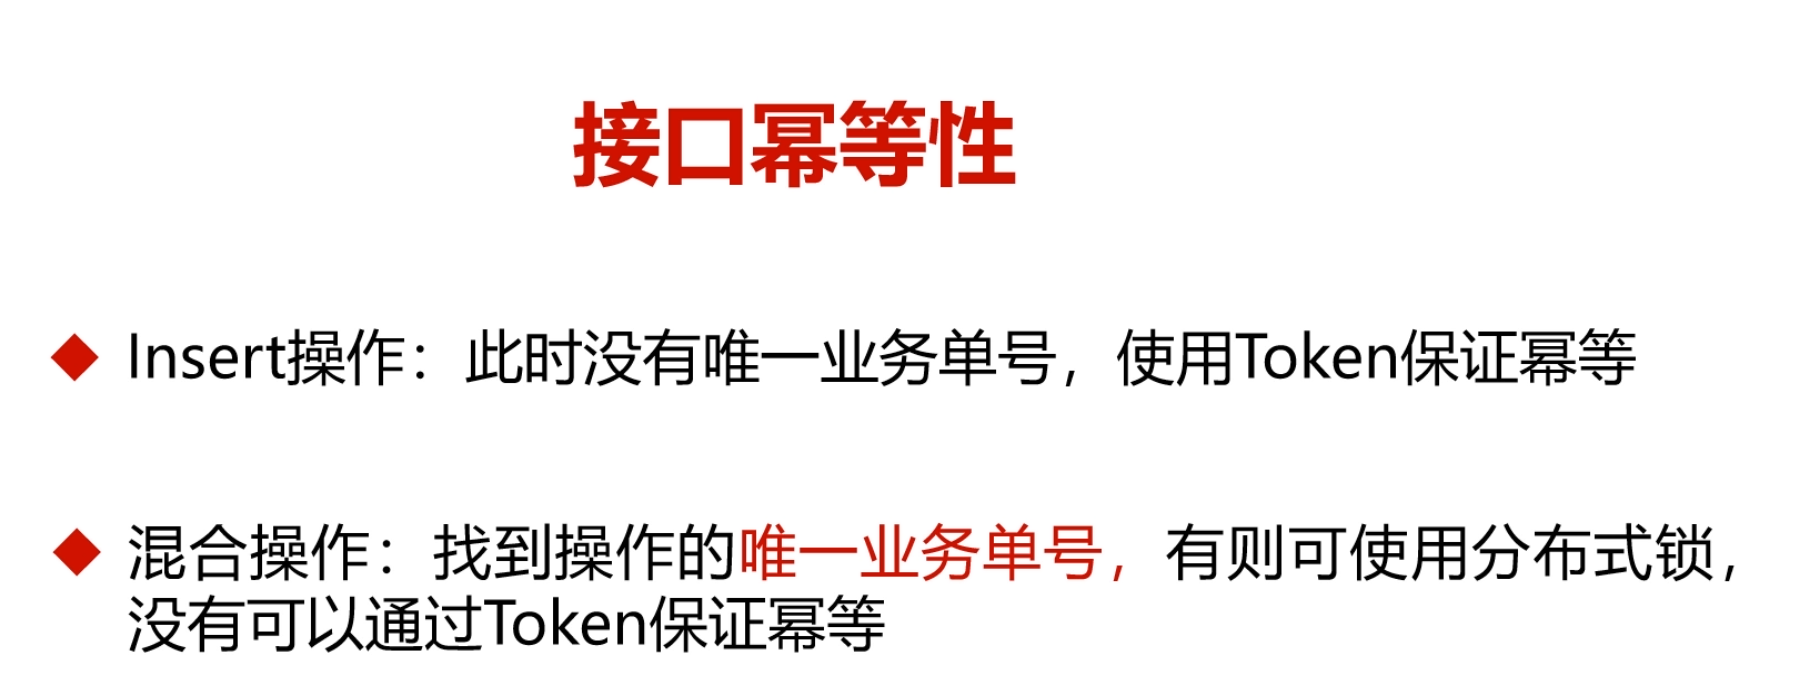 接口幂等性
Insert操作：此时没有唯一业务单号，使用Token保证幂等
混合操作：找到操作的唯一业务单号，有则可使用分布式锁，
没有可以通过Token保证幂等